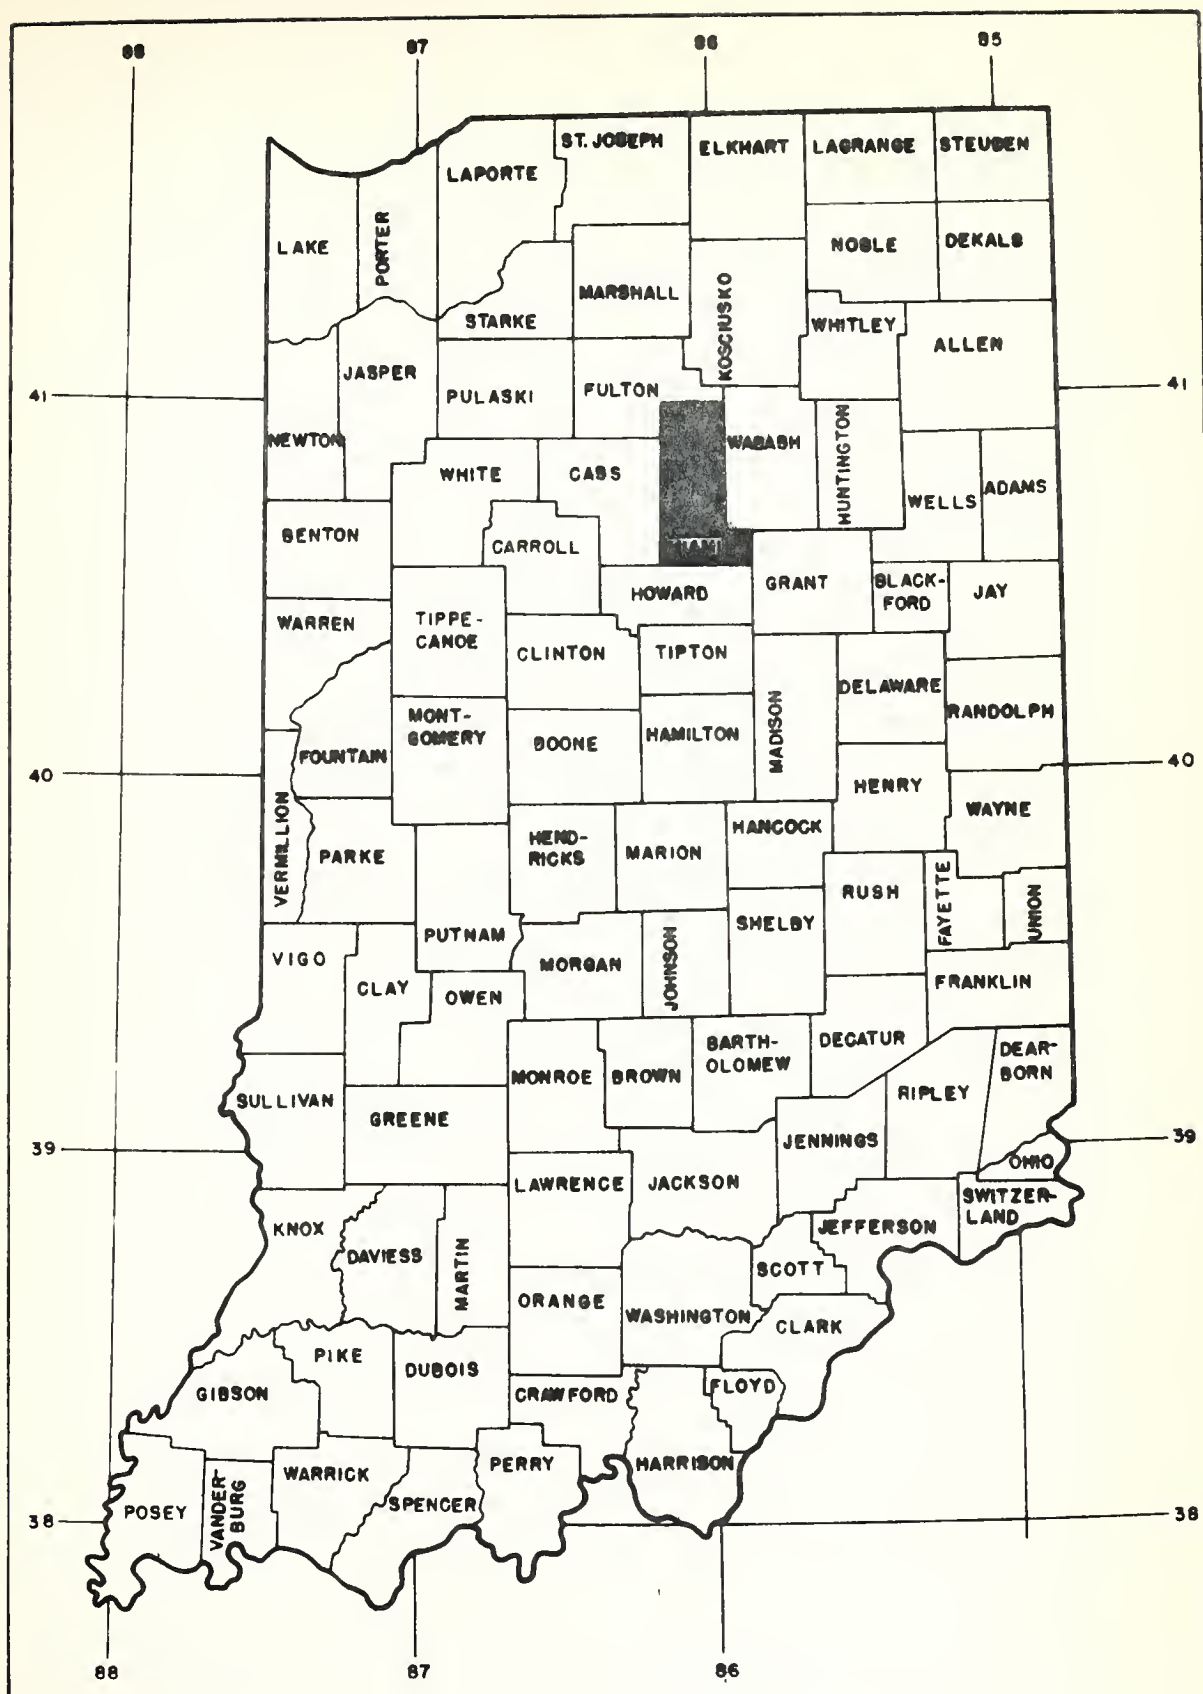 88 87 86 85
ST. JOSEPH
ELKHART
LAGRANGE
STEUBEN
LAPORTE
LAKE
PORTER
NOBLE
DEKALB
MARSHALL
KOSCIUSKO
STARKE
WHITLEY
ALLEN
JASPER
PULASKI
FULTON
41
41
NEWTON
WHITE
CASS
WABASH
HUNTINGTON
WELLS
ADAMS
BENTON
CARROLL
MIAMI
GRANT
BLACK-
FORD
JAY
HOWARD
WARREN
TIPPE-
CANOE
CLINTON
TIPTON
DELAWARE
RANDOLPH
MONT-
GOMERY
FOUNTAIN
BOONE
HAMILTON
MADISON
40
40
HENRY
WAYNE
VERMILLION
PARKE
HEND-
RICKS
MARION
HANCOCK
RUSH
FAYETTE
UNION
PUTNAM
SHELBY
VIGO
MORGAN
JOHNSON
CLAY
OWEN
FRANKLIN
DECATUR
BARTH-
OLOMEW
DEAR-
BORN
MONROE
BROWN
SULLIVAN
GREENE
RIPLEY
JENNINGS
39
39
OHIO
LAWRENCE
JACKSON
SWITZER-
LAND
KNOX
DAVIESS
MARTIN
JEFFERSON
SCOTT
ORANGE
WASHINGTON
CLARK
PIKE
DUBOIS
GIBSON
CRAWFORD
FLOYD
WARRICK
PERRY
HARRISON
POSEY
VANDER-
BURG
SPENCER
38
38
88 87 86